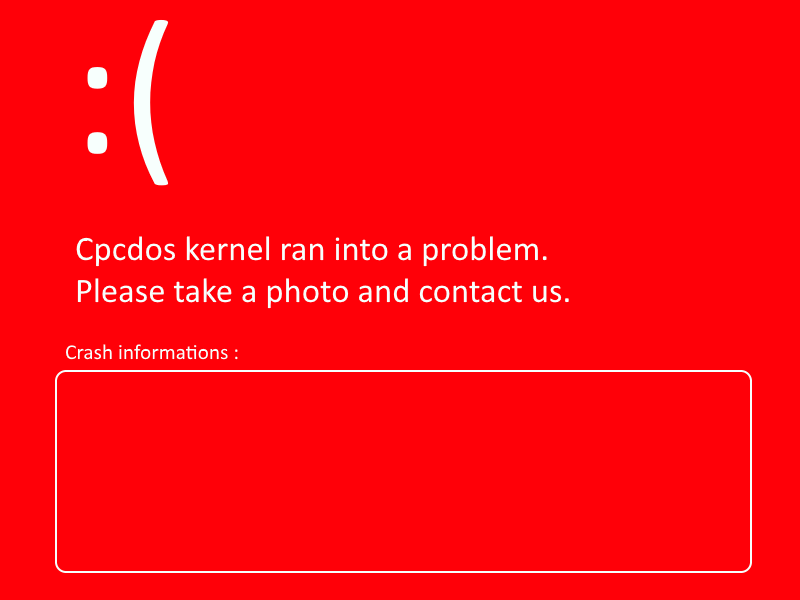 :(
Cpcdos kernel ran into a problem.
Please take a photo and contact us.
Crash informations :